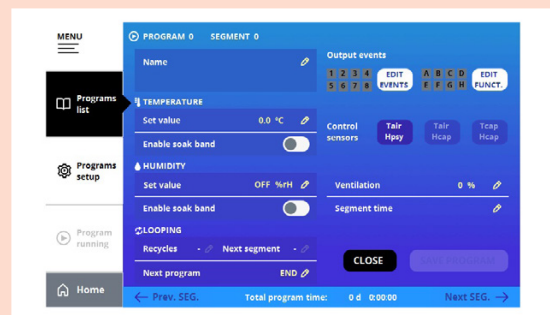 MENU
Programs list
Programs setup
Program running
Home
PROGRAM 0 SEGMENT 0
Name
TEMPERATURE
Set value 0.0 °C
Enable soak band
HUMIDITY
Set value OFF %rH
Enable soak band
LOOPING
Recycles - Next segment -
Next program END
Output events
1 2 3 4
5 6 7 8
EDIT EVENTS
A B C D
E F G H
EDIT FUNCT.
Control sensors
Tair Hpsy
Tair Hcap
Tcap Hcap
Ventilation 0 %
Segment time
CLOSE
SAVE PROGRAM
← Prev. SEG. Total program time: 0 d 0:00:00 Next SEG. →